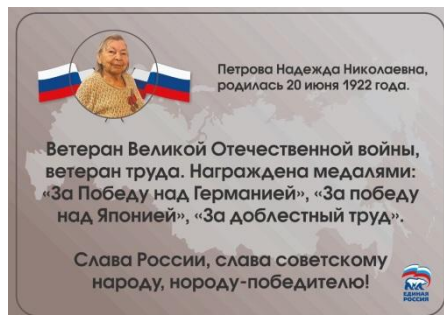 Петрова Надежда Николаевна,
родилась 20 июня 1922 года.
Ветеран Великой Отечественной войны,
ветеран труда. Награждена медалями:
«За Победу над Германией», «За победу
над Японией», «За доблестный труд».
Слава России, слава советскому
народу, нороду-победителю!
ЕДИНАЯ
РОССИЯ